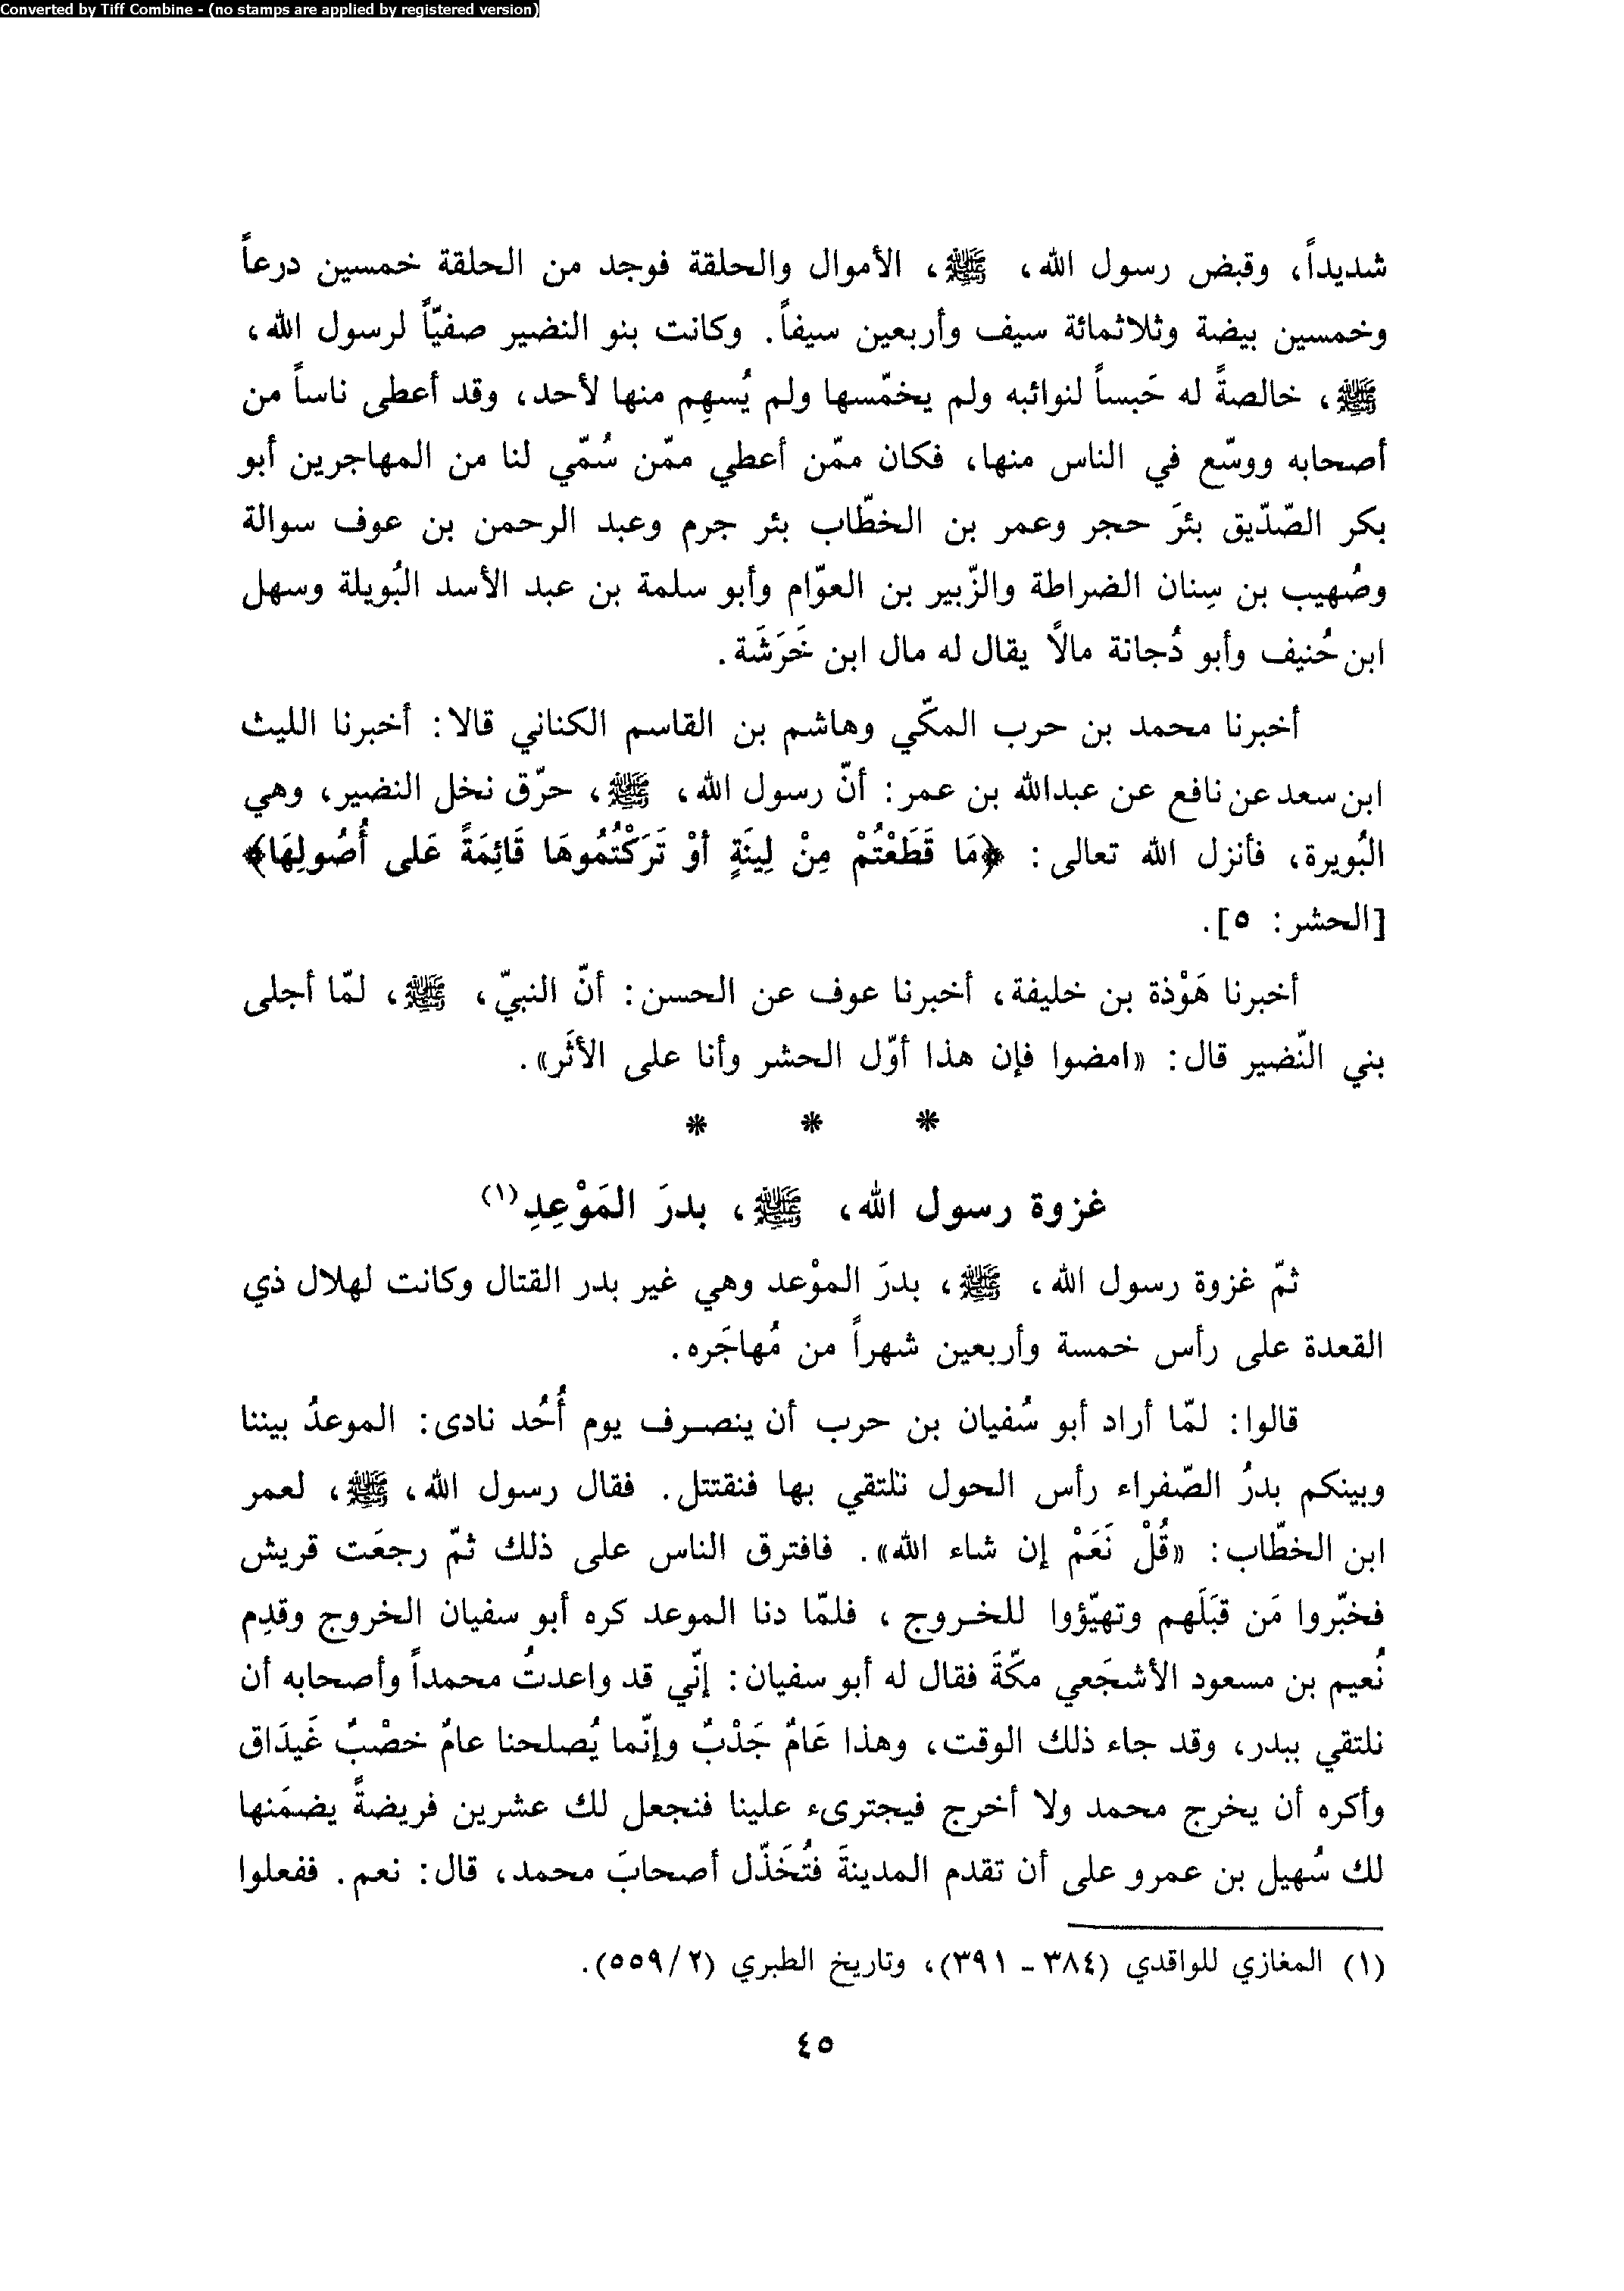 Converted by Tiff Combine - (no stamps are applied by registered version)
شديداً، وقبض رسول الله، ﷺ، الأموال والحلقة فوجد من الحلقة خمسين درعاً
وخمسين بيضة وثلاثمائة سيف وأربعين سيفاً. وكانت بنو النضير صفيّاً لرسول الله،
ﷺ، خالصةً له حَبساً لنوائبه ولم يخمّسها ولم يُسهِم منها لأحد، وقد أعطى ناساً من
أصحابه ووسّع في الناس منها، فكان ممّن أعطي ممّن سُمّي لنا من المهاجرين أبو
بكر الصّدّيق بئرَ حجر وعمر بن الخطّاب بئر جرم وعبد الرحمن بن عوف سوالة
وصُهيب بن سِنان الضراطة والزّبير بن العوّام وأبو سلمة بن عبد الأسد البُويلة وسهل
ابن حُنيف وأبو دُجانة مالاً يقال له مال ابن خَرَشَة.
أخبرنا محمد بن حرب المكّي وهاشم بن القاسم الكناني قالا: أخبرنا الليث
ابن سعد عن نافع عن عبدالله بن عمر: أنّ رسول الله، ﷺ، حرّق نخل النضير، وهي
البُويرة، فأنزل الله تعالى: ﴿مَا قَطَعْتُمْ مِنْ لِينَةٍ أوْ تَرَكْتُمُوهَا قَائِمَةً عَلى أُصُولِهَا﴾
[الحشر: ٥].
أخبرنا هَوْذة بن خليفة، أخبرنا عوف عن الحسن: أنّ النبيّ، ﷺ، لمّا أجلى
بني النّضير قال: «امضوا فإن هذا أوّل الحشر وأنا على الأثَر».
* * *
غزوة رسول الله، ﷺ، بدرَ المَوْعِدِ(١)
ثمّ غزوة رسول الله، ﷺ، بدرَ الموْعد وهي غير بدر القتال وكانت لهلال ذي
القعدة على رأس خمسة وأربعين شهراً من مُهاجَره.
قالوا: لمّا أراد أبو سُفيان بن حرب أن ينصرف يوم أُحُد نادى: الموعدُ بيننا
وبينكم بدرُ الصّفراء رأس الحول نلتقي بها فنقتتل. فقال رسول الله، ﷺ، لعمر
ابن الخطّاب: «قُلْ نَعَمْ إن شاء الله». فافترق الناس على ذلك ثمّ رجعَت قريش
فخبّروا مَن قبَلَهم وتهيّؤوا للخروج، فلمّا دنا الموعد كره أبو سفيان الخروج وقدِم
نُعيم بن مسعود الأشجَعي مكّةَ فقال له أبو سفيان: إنّي قد واعدتُ محمداً وأصحابه أن
نلتقي ببدر، وقد جاء ذلك الوقت، وهذا عَامٌ جَدْبٌ وإنّما يُصلحنا عامٌ خصْبٌ غَيدَاق
وأكره أن يخرج محمد ولا أخرج فيجترىء علينا فنجعل لك عشرين فريضةً يضمَنها
لك سُهيل بن عمرو على أن تقدم المدينةَ فتُخَذّل أصحابَ محمد، قال: نعم. ففعلوا
(١) المغازي للواقدي (٣٨٤ - ٣٩١)، وتاريخ الطبري (٢/٥٥٩).
٤٥